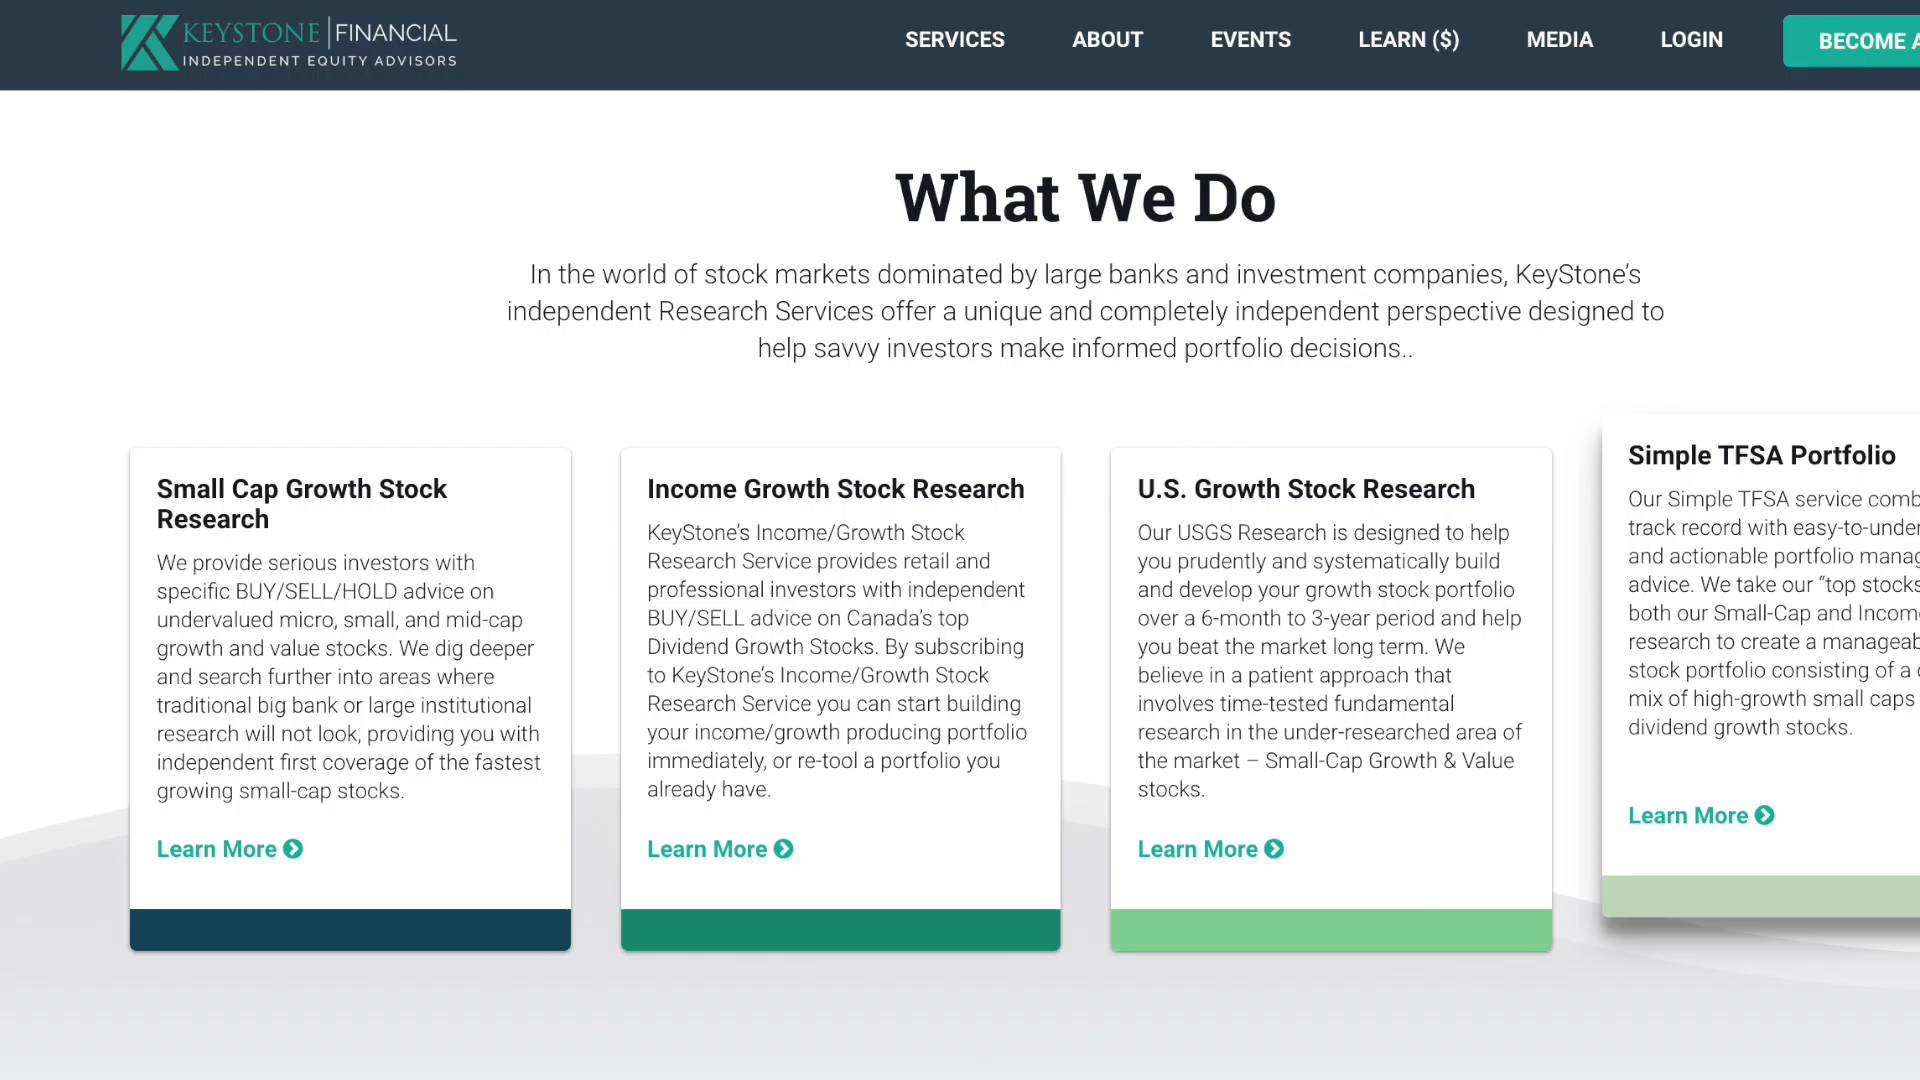 KEYSTONE FINANCIAL
INDEPENDENT EQUITY ADVISORS
SERVICES
ABOUT
EVENTS
LEARN ($)
MEDIA
LOGIN
BECOME A
What We Do
In the world of stock markets dominated by large banks and investment companies, KeyStone’s
independent Research Services offer a unique and completely independent perspective designed to
help savvy investors make informed portfolio decisions..
Small Cap Growth Stock
Research
We provide serious investors with
specific BUY/SELL/HOLD advice on
undervalued micro, small, and mid-cap
growth and value stocks. We dig deeper
and search further into areas where
traditional big bank or large institutional
research will not look, providing you with
independent first coverage of the fastest
growing small-cap stocks.
Learn More
Income Growth Stock Research
KeyStone’s Income/Growth Stock
Research Service provides retail and
professional investors with independent
BUY/SELL advice on Canada’s top
Dividend Growth Stocks. By subscribing
to KeyStone’s Income/Growth Stock
Research Service you can start building
your income/growth producing portfolio
immediately, or re-tool a portfolio you
already have.
Learn More
U.S. Growth Stock Research
Our USGS Research is designed to help
you prudently and systematically build
and develop your growth stock portfolio
over a 6-month to 3-year period and help
you beat the market long term. We
believe in a patient approach that
involves time-tested fundamental
research in the under-researched area of
the market – Small-Cap Growth & Value
stocks.
Learn More
Simple TFSA Portfolio
Our Simple TFSA service comb
track record with easy-to-under
and actionable portfolio manag
advice. We take our “top stocks
both our Small-Cap and Income
research to create a manageab
stock portfolio consisting of a
mix of high-growth small caps
dividend growth stocks.
Learn More